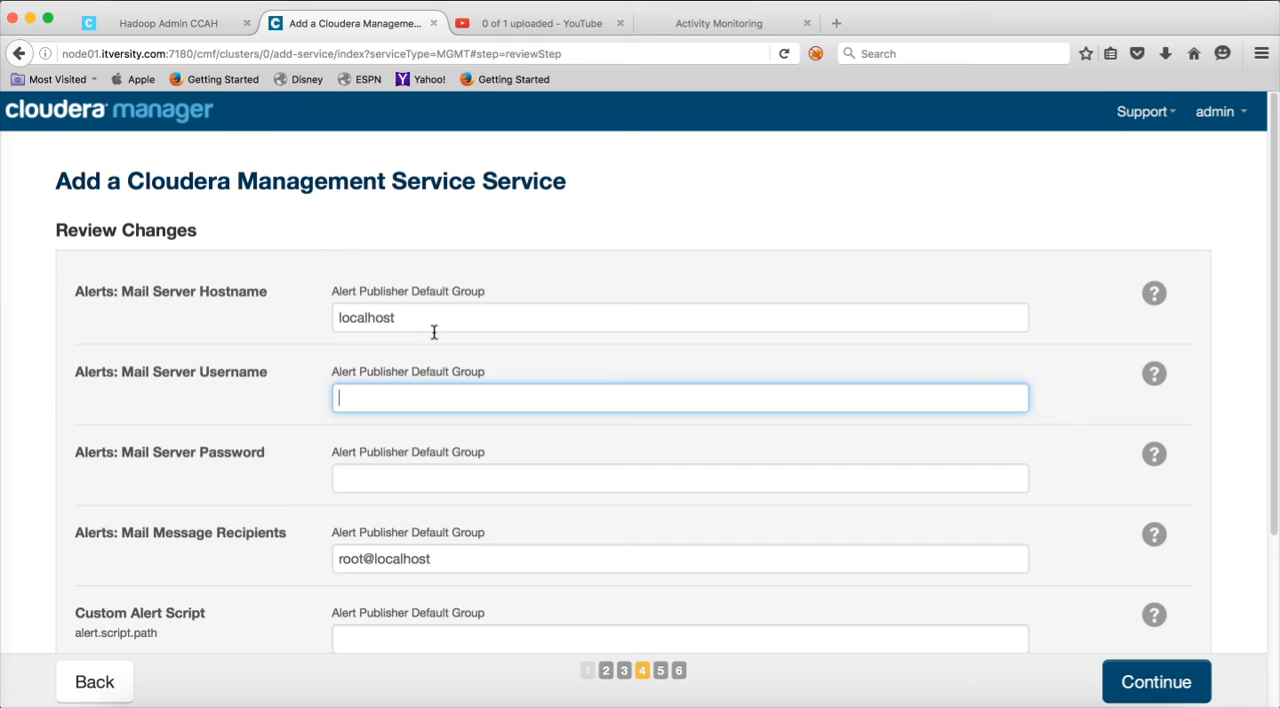 Hadoop Admin CCAH
Add a Cloudera Manageme...
0 of 1 uploaded - YouTube
Activity Monitoring
node01.itversity.com:7180/cmf/clusters/0/add-service/index?serviceType=MGMT#step=reviewStep
Search
Most Visited
Apple
Getting Started
Disney
ESPN
Yahoo!
Getting Started
cloudera manager
Support
admin
Add a Cloudera Management Service Service
Review Changes
Alerts: Mail Server Hostname
Alert Publisher Default Group
localhost
Alerts: Mail Server Username
Alert Publisher Default Group
Alerts: Mail Server Password
Alert Publisher Default Group
Alerts: Mail Message Recipients
Alert Publisher Default Group
root@localhost
Custom Alert Script
alert.script.path
Alert Publisher Default Group
Back
1 2 3 4 5 6
Continue